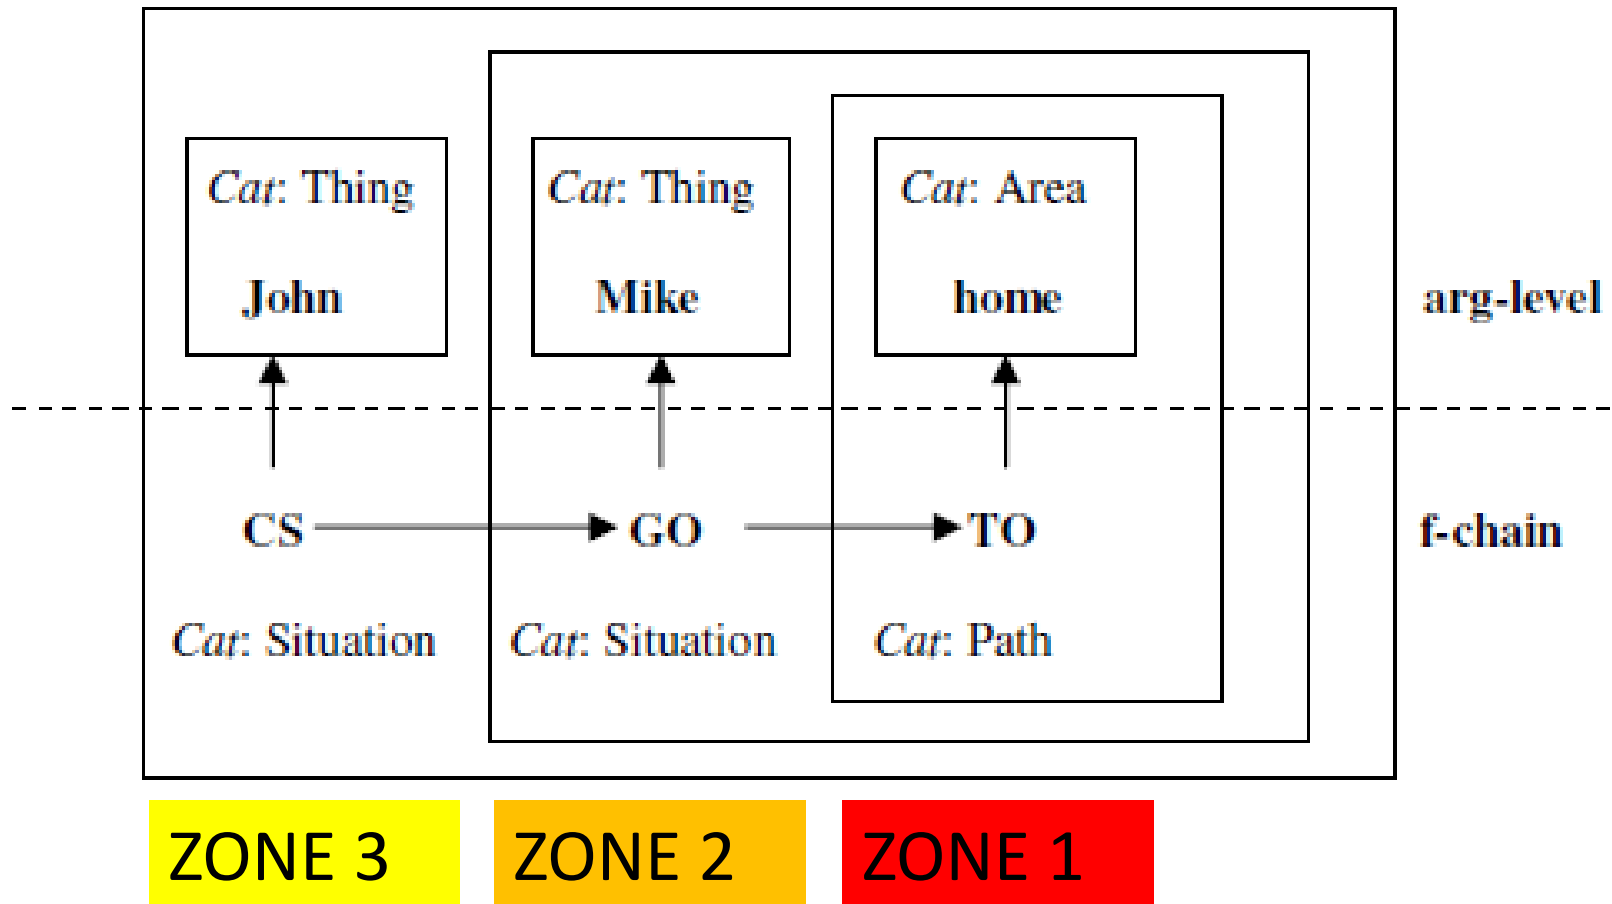 Cat: Thing Cat: Thing Cat: Area
John Mike home arg-level
CS GO TO f-chain
Cat: Situation Cat: Situation Cat: Path
ZONE 3 ZONE 2 ZONE 1